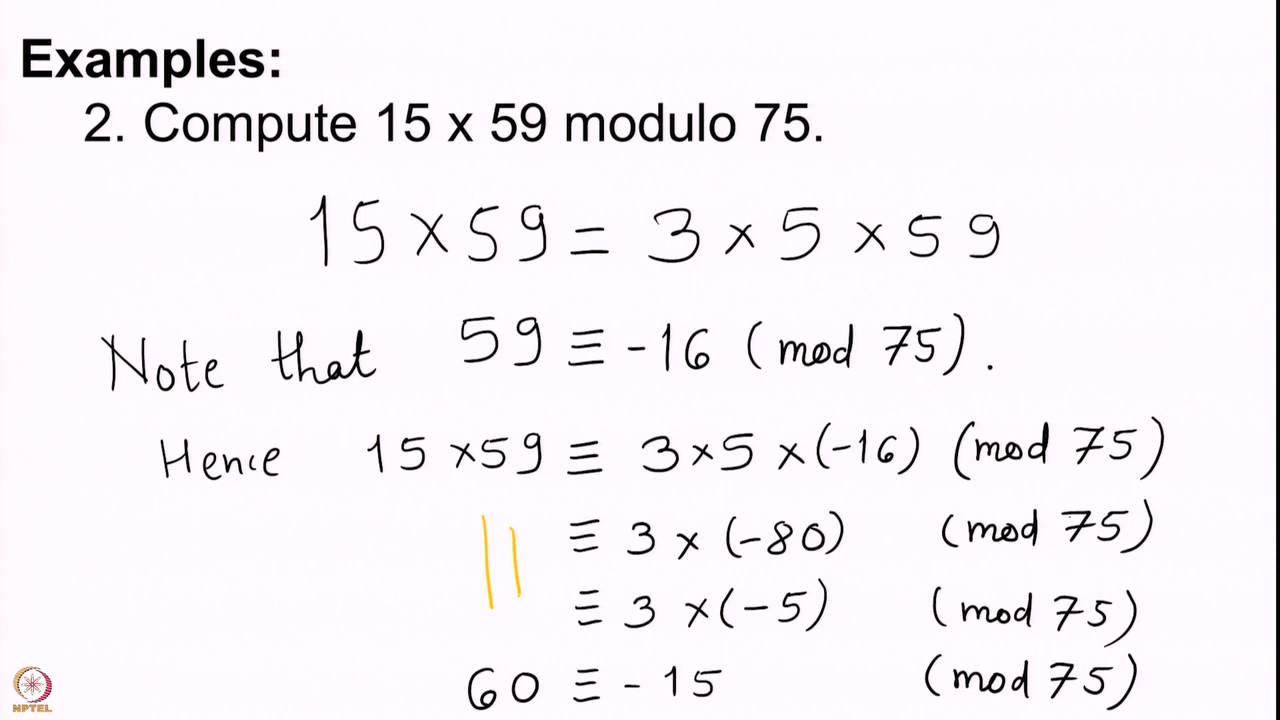 Examples:
2. Compute 15 x 59 modulo 75.
15 × 59 = 3 × 5 × 59
Note that 59 ≡ -16 (mod 75).
Hence 15 × 59 ≡ 3 × 5 × (-16) (mod 75)
|| ≡ 3 × (-80) (mod 75)
≡ 3 × (-5) (mod 75)
60 ≡ -15 (mod 75)
NPTEL